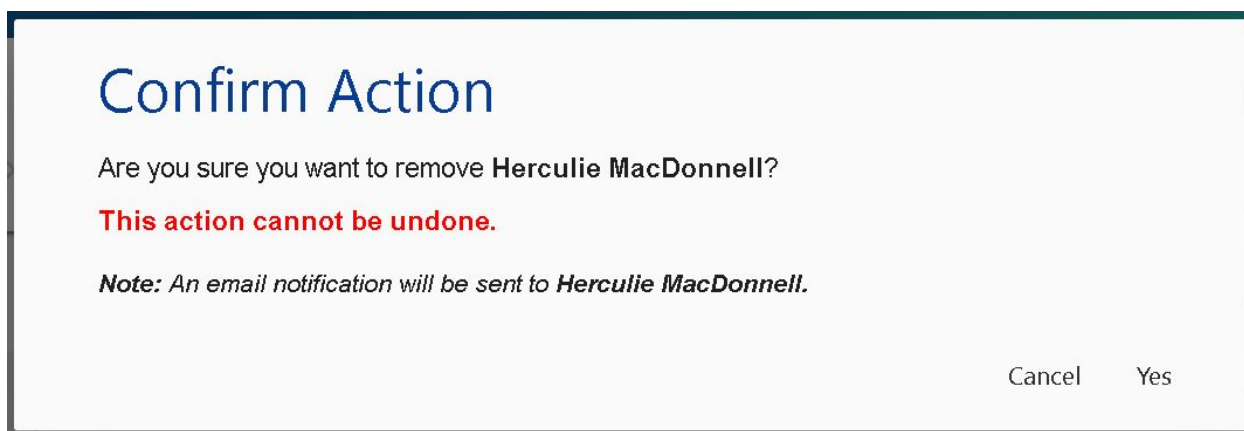 Confirm Action
Are you sure you want to remove Herculie MacDonnell?
This action cannot be undone.
Note: An email notification will be sent to Herculie MacDonnell.
Cancel Yes